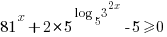 81^x + 2 × 5^{log_5 3^{2x}} - 5 ⩾ 0